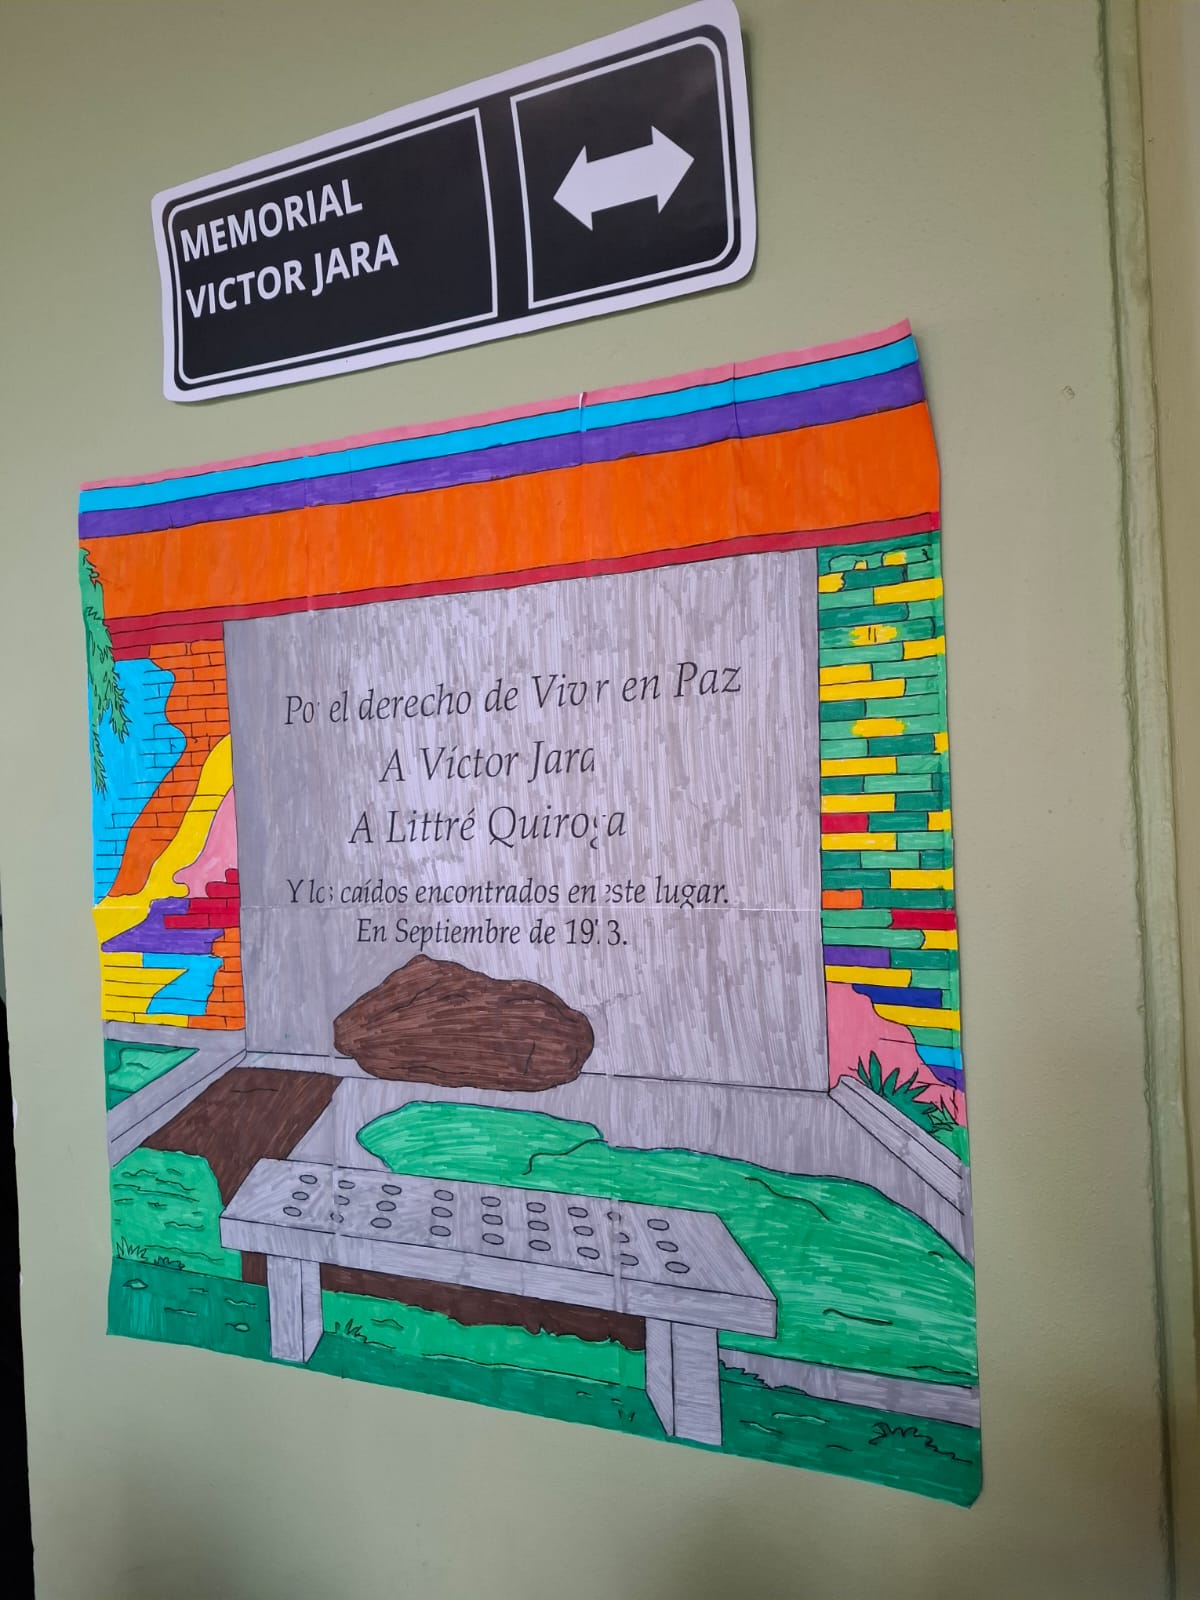 MEMORIAL
VICTOR JARA
Por el derecho de Vivir en Paz
A Víctor Jara
A Littré Quiroga
Y los caídos encontrados en este lugar.
En Septiembre de 1973.